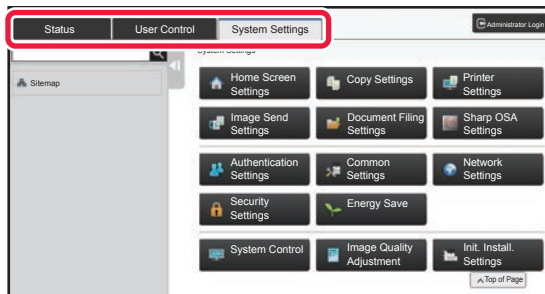 Status User Control System Settings Administrator Login
System Settings
Sitemap
Home Screen Settings
Copy Settings
Printer Settings
Image Send Settings
Document Filing Settings
Sharp OSA Settings
Authentication Settings
Common Settings
Network Settings
Security Settings
Energy Save
System Control
Image Quality Adjustment
Init. Install. Settings
Top of Page